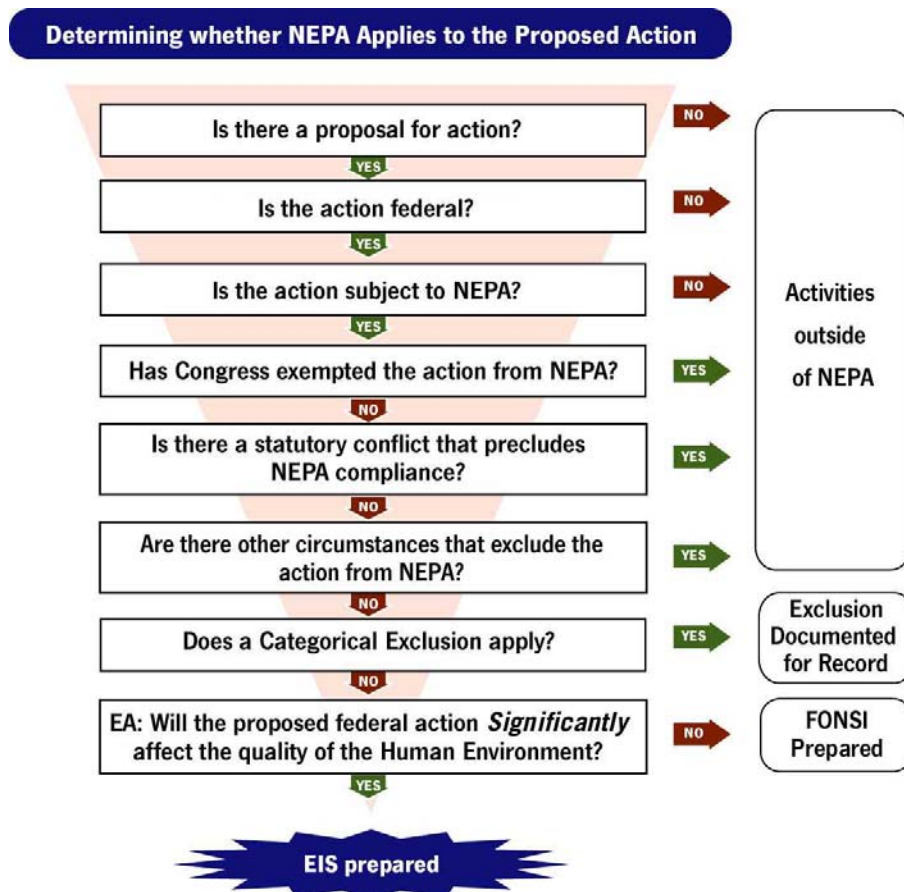 Determining whether NEPA Applies to the Proposed Action
Is there a proposal for action?
NO
YES
Is the action federal?
NO
YES
Is the action subject to NEPA?
NO
YES
Has Congress exempted the action from NEPA?
YES
NO
Is there a statutory conflict that precludes
NEPA compliance?
YES
NO
Are there other circumstances that exclude the
action from NEPA?
YES
NO
Activities
outside
of NEPA
Does a Categorical Exclusion apply?
YES
NO
Exclusion
Documented
for Record
EA: Will the proposed federal action Significantly
affect the quality of the Human Environment?
NO
YES
FONSI
Prepared
EIS prepared